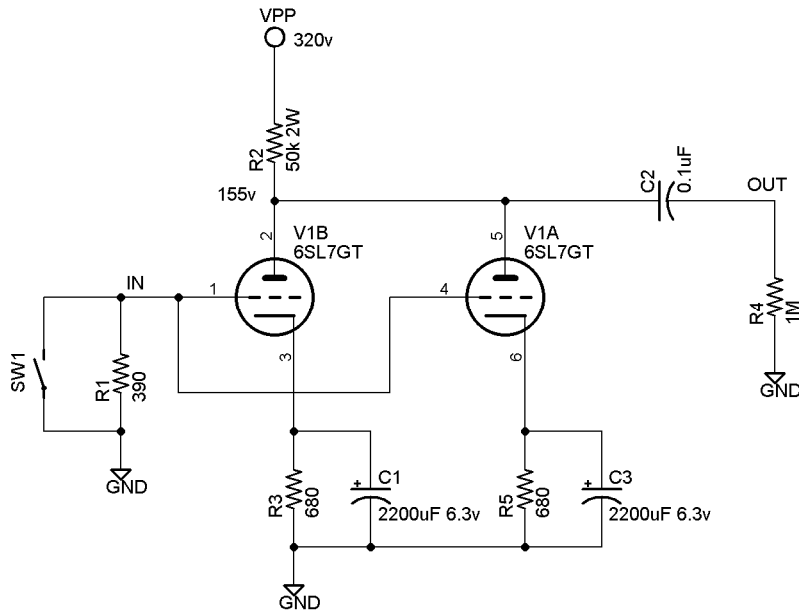 VPP
320v
R2
50k 2W
155v
C2
0.1uF
OUT
2
V1B
6SL7GT
5
V1A
6SL7GT
IN
1
4
SW1
R1
390
3
6
R4
1M
GND
GND
R3
680
C1
2200uF 6.3v
+
R5
680
C3
2200uF 6.3v
+
GND